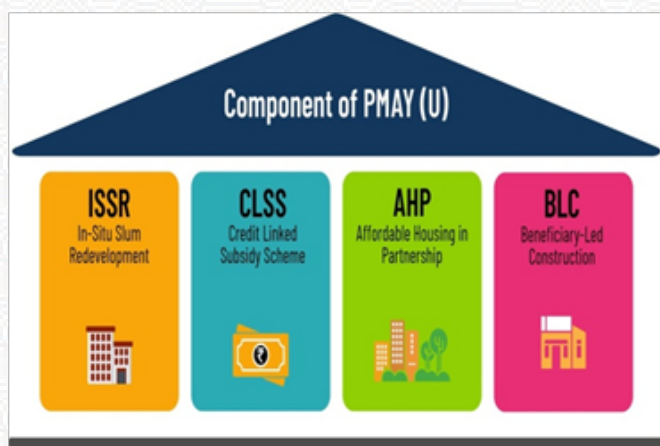 Component of PMAY (U)
ISSR
In-Situ Slum
Redevelopment
CLSS
Credit Linked
Subsidy Scheme
₹
AHP
Affordable Housing in
Partnership
BLC
Beneficiary-Led
Construction